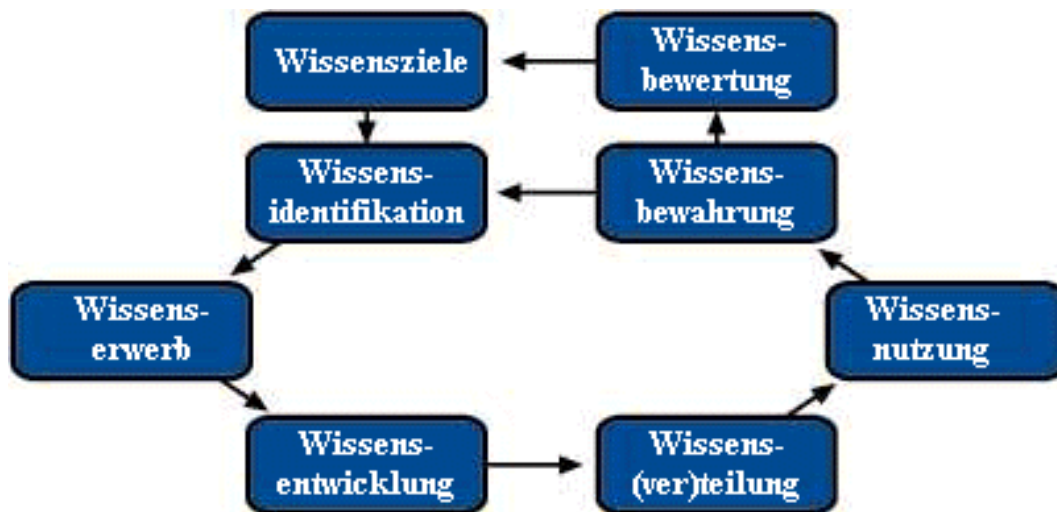 Wissensziele
Wissens-
bewertung
Wissens-
identifikation
Wissens-
bewahrung
Wissens-
erwerb
Wissens-
nutzung
Wissens-
entwicklung
Wissens-
(ver)teilung